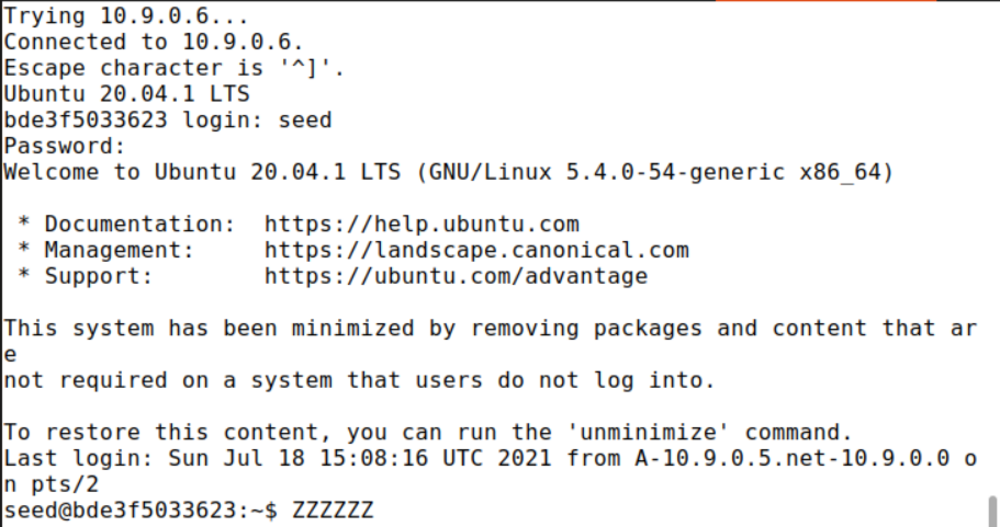 Trying 10.9.0.6...
Connected to 10.9.0.6.
Escape character is '^]'.
Ubuntu 20.04.1 LTS
bde3f5033623 login: seed
Password:
Welcome to Ubuntu 20.04.1 LTS (GNU/Linux 5.4.0-54-generic x86_64)

 * Documentation:  https://help.ubuntu.com
 * Management:     https://landscape.canonical.com
 * Support:        https://ubuntu.com/advantage

This system has been minimized by removing packages and content that ar
e
not required on a system that users do not log into.

To restore this content, you can run the 'unminimize' command.
Last login: Sun Jul 18 15:08:16 UTC 2021 from A-10.9.0.5.net-10.9.0.0 o
n pts/2
seed@bde3f5033623:~$ ZZZZZZ